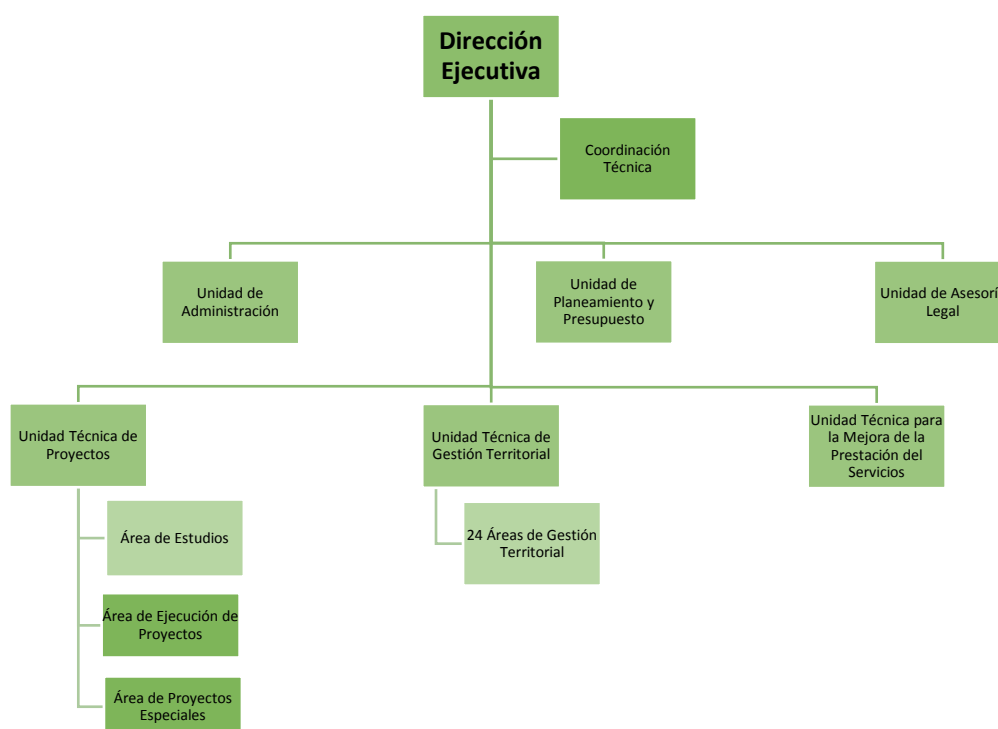 Dirección
Ejecutiva
Coordinación
Técnica
Unidad de
Administración
Unidad de
Planeamiento y
Presupuesto
Unidad de Asesorí
Legal
Unidad Técnica de
Proyectos
Unidad Técnica de
Gestión Territorial
Unidad Técnica para
la Mejora de la
Prestación del
Servicios
Área de Estudios
24 Áreas de Gestión
Territorial
Área de Ejecución de
Proyectos
Área de Proyectos
Especiales